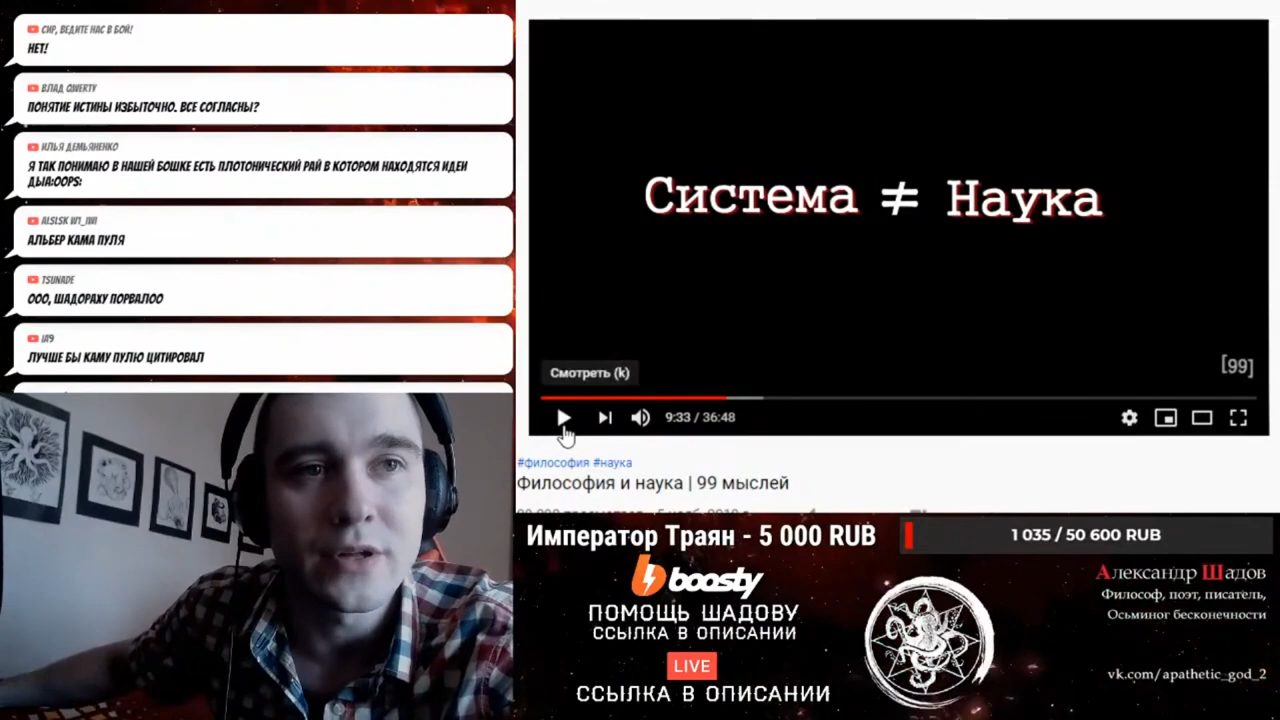 СИР, ВЕДИТЕ НАС В БОЙ!
НЕТ!
ВЛАД QWERTY
ПОНЯТИЕ ИСТИНЫ ИЗБЫТОЧНО. ВСЕ СОГЛАСНЫ?
ИЛЬЯ ДЕМЬЯНЕНКО
Я ТАК ПОНИМАЮ В НАШЕЙ БОШКЕ ЕСТЬ ПЛОТОНИЧЕСКИЙ РАЙ В КОТОРОМ НАХОДЯТСЯ ИДЕИ
ДЫА:OOPS:
ALSLSK W1_IWI
АЛЬБЕР КАМА ПУЛЯ
TSUNADE
ООО, ШАДОРАХУ ПОРВАЛОО
IA9
ЛУЧШЕ БЫ КАМУ ПУЛЮ ЦИТИРОВАЛ
Система ≠ Наука
[99]
Смотреть (k)
9:33 / 36:48
#философия #наука
Философия и наука | 99 мыслей
Император Траян - 5 000 RUB
1 035 / 50 600 RUB
boosty
ПОМОЩЬ ШАДОВУ
ССЫЛКА В ОПИСАНИИ
LIVE
ССЫЛКА В ОПИСАНИИ
Александр Шадов
Философ, поэт, писатель,
Осьминог бесконечности
vk.com/apathetic_god_2